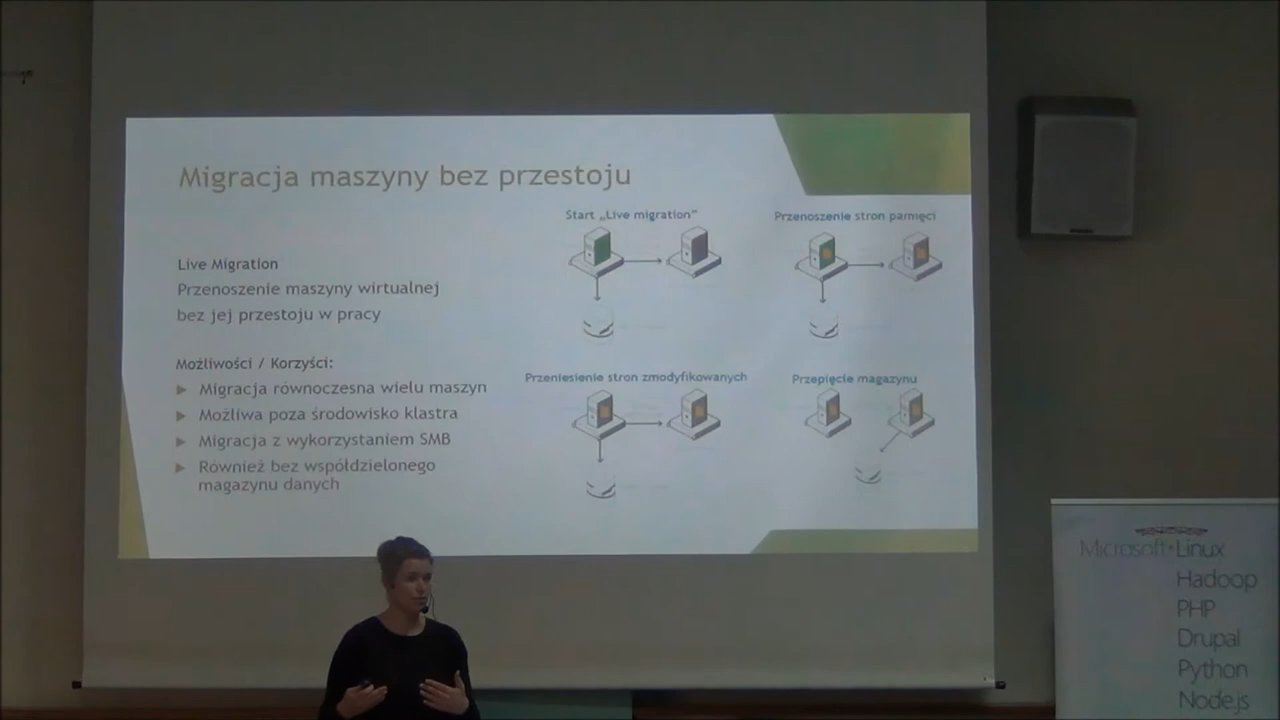 Migracja maszyny bez przestoju
Live Migration
Przenoszenie maszyny wirtualnej
bez jej przestoju w pracy
Możliwości / Korzyści:
Migracja równoczesna wielu maszyn
Możliwa poza środowisko klastra
Migracja z wykorzystaniem SMB
Również bez współdzielonego
magazynu danych
Start „Live migration”
Przenoszenie stron pamięci
Przeniesienie stron zmodyfikowanych
Przepięcie magazynu
Microsoft+Linux
Hadoop
PHP
Drupal
Python
Node.js